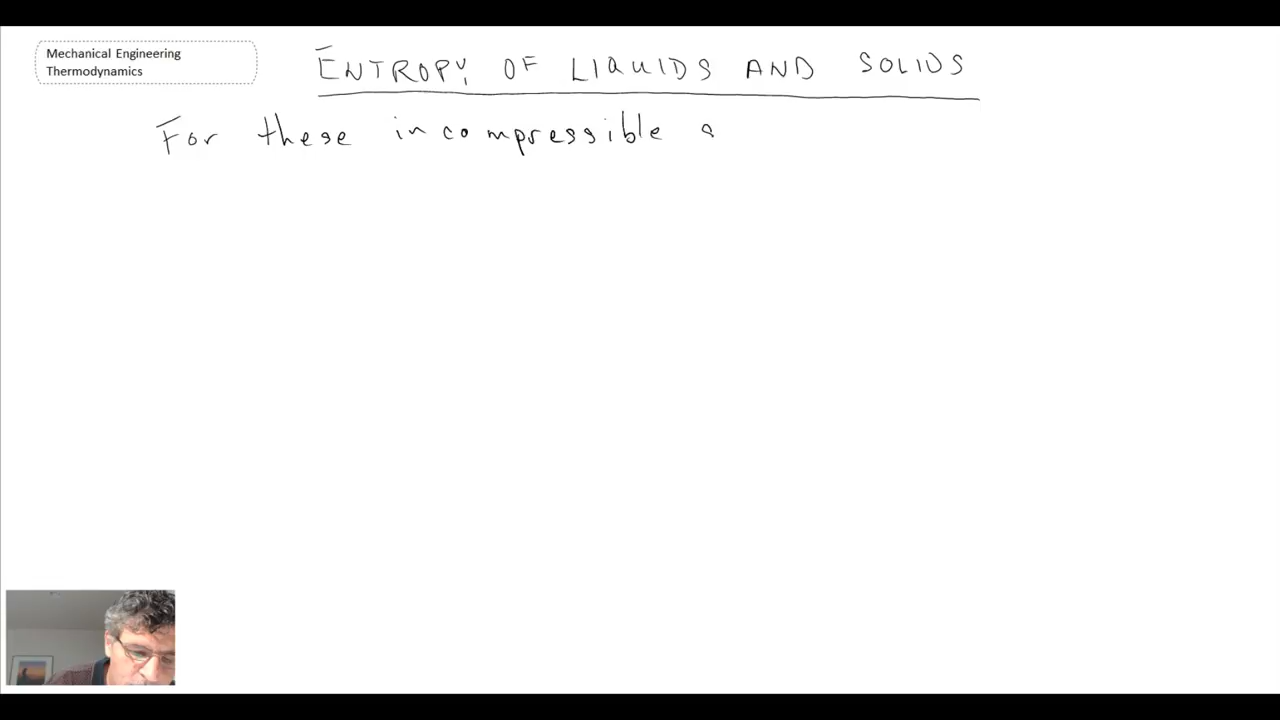 Mechanical Engineering
Thermodynamics
ENTROPY OF LIQUIDS AND SOLIDS
For these incompressible